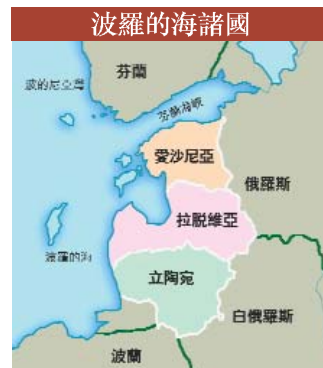 波羅的海諸國
芬蘭
波的尼亞灣
芬蘭海峽
愛沙尼亞
俄羅斯
拉脫維亞
波羅的海
立陶宛
白俄羅斯
波蘭